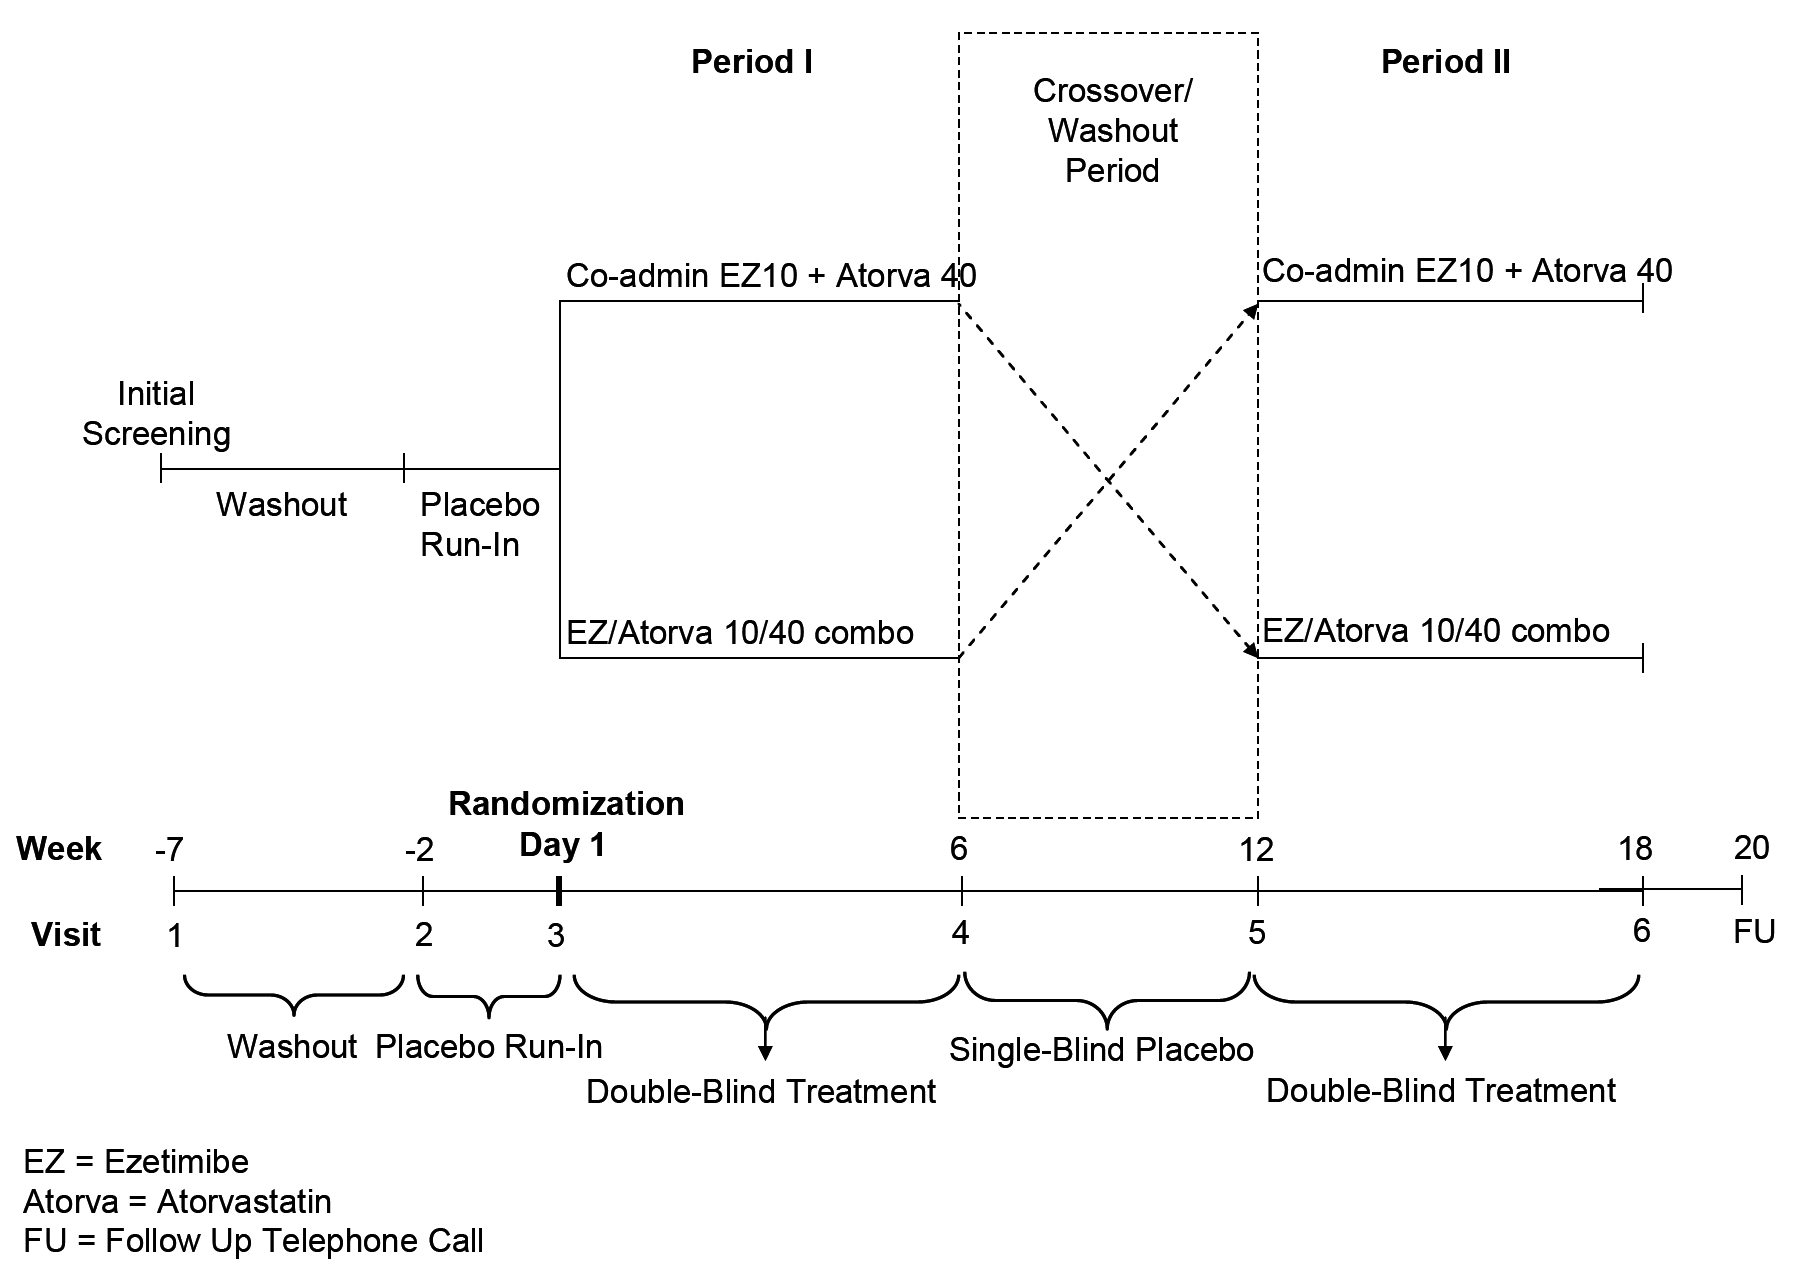 Period I
Period II
Crossover/
Washout
Period
Co-admin EZ10 + Atorva 40
Co-admin EZ10 + Atorva 40
Initial
Screening
Washout
Placebo
Run-In
EZ/Atorva 10/40 combo
EZ/Atorva 10/40 combo
Randomization
Day 1
Week -7 -2 6 12 18 20
Visit 1 2 3 4 5 6 FU
Washout Placebo Run-In Single-Blind Placebo
Double-Blind Treatment Double-Blind Treatment
EZ = Ezetimibe
Atorva = Atorvastatin
FU = Follow Up Telephone Call